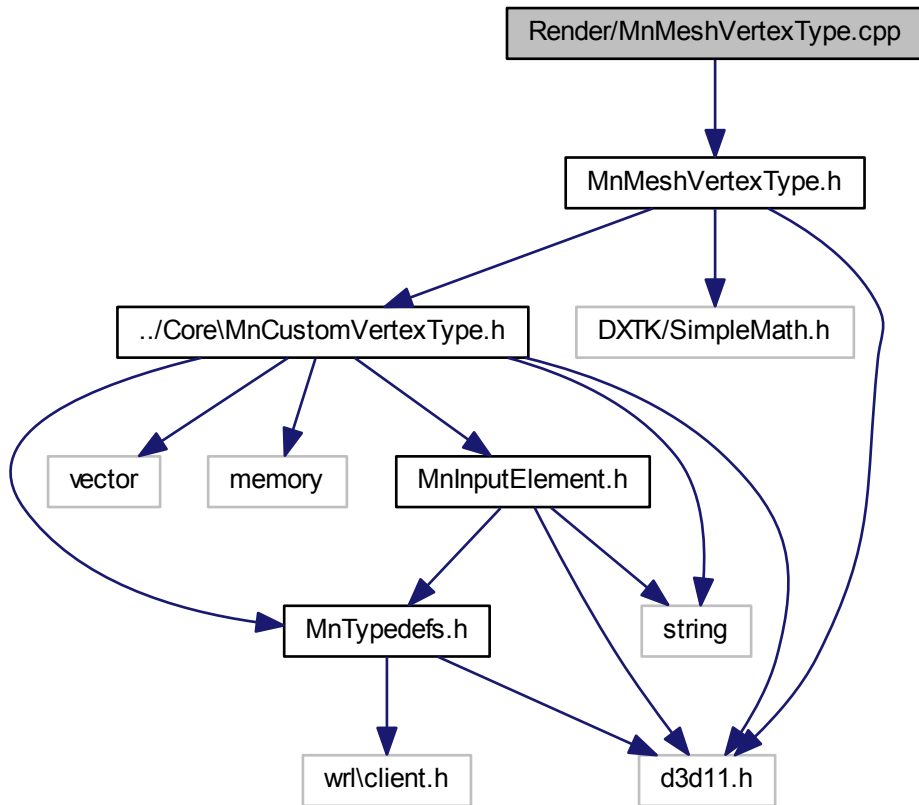 Render/MnMeshVertexType.cpp
MnMeshVertexType.h
../Core\MnCustomVertexType.h
DXTK/SimpleMath.h
vector
memory
MnInputElement.h
MnTypedefs.h
string
wrl\client.h
d3d11.h